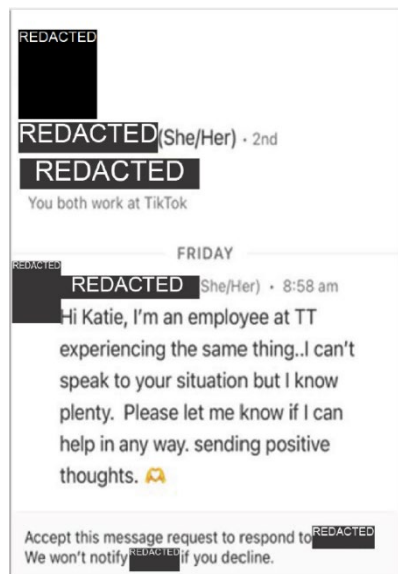 REDACTED
REDACTED(She/Her) · 2nd
REDACTED
You both work at TikTok
FRIDAY
REDACTED
REDACTED She/Her) · 8:58 am
Hi Katie, I'm an employee at TT
experiencing the same thing..I can't
speak to your situation but I know
plenty. Please let me know if I can
help in any way. sending positive
thoughts. 🫶
Accept this message request to respond to REDACTED
We won't notify REDACTED if you decline.